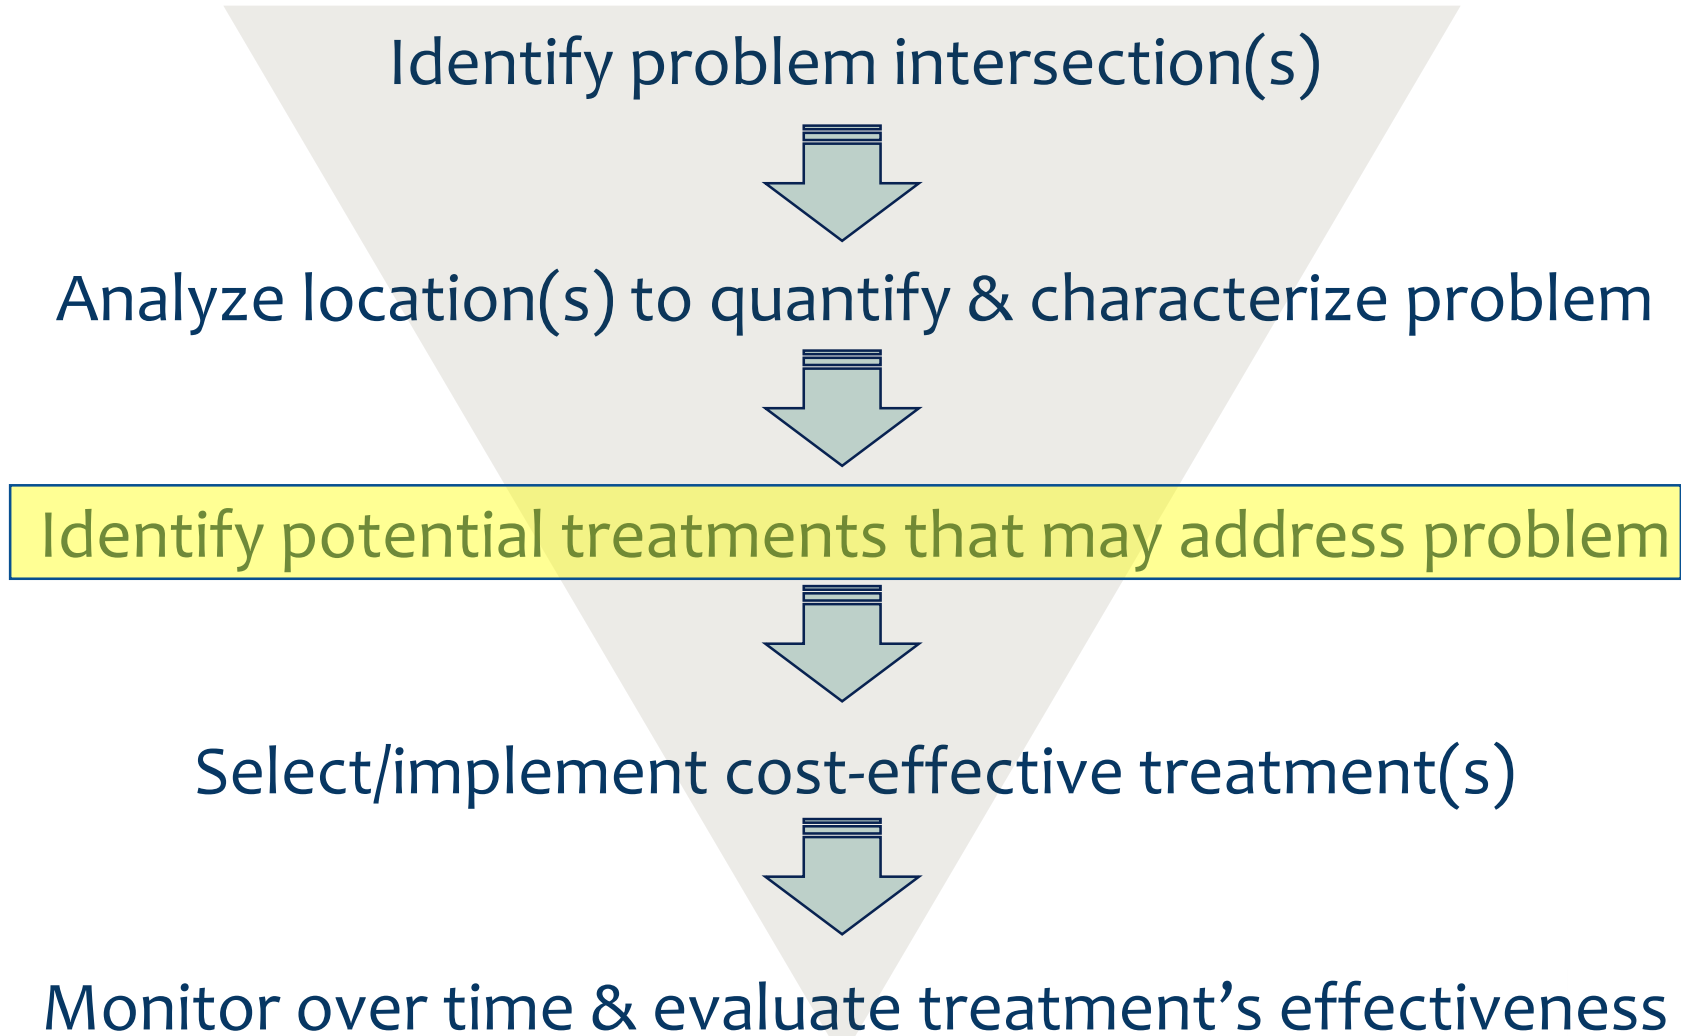 Identify problem intersection(s)
Analyze location(s) to quantify & characterize problem
Identify potential treatments that may address problem
Select/implement cost-effective treatment(s)
Monitor over time & evaluate treatment’s effectiveness